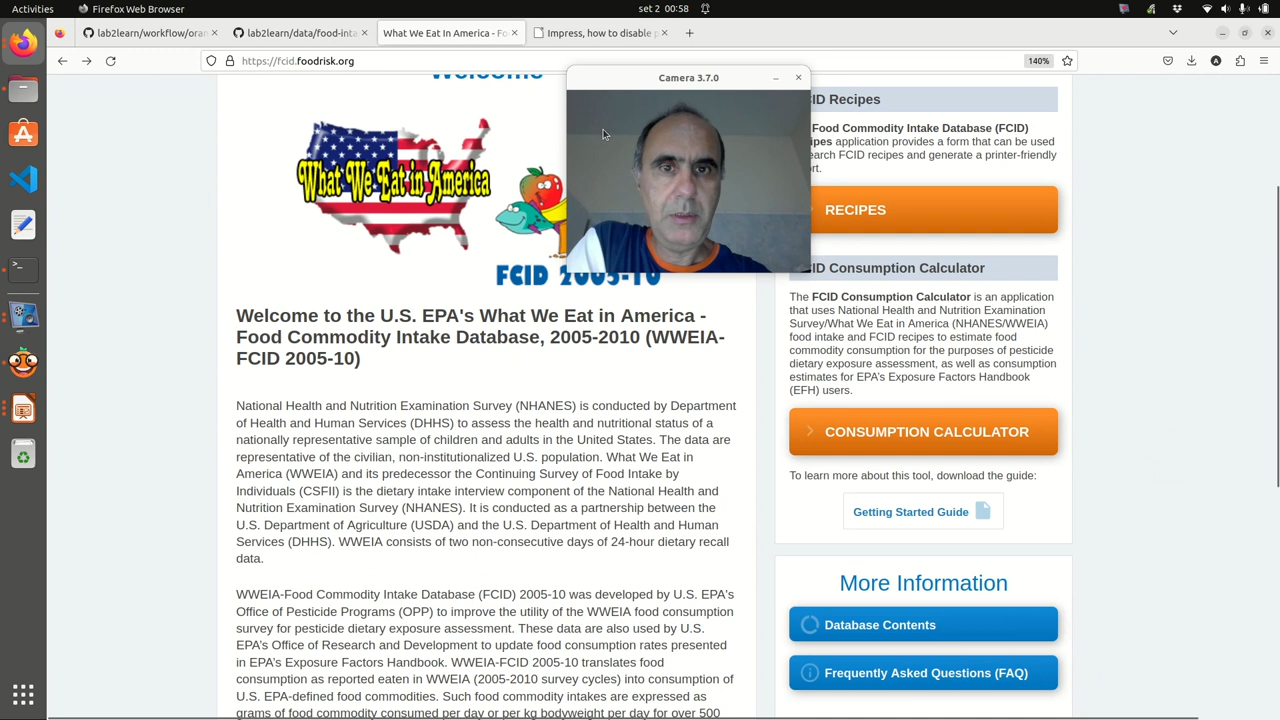 Activities
Firefox Web Browser
set 2 00:58
lab2learn/workflow/oran
lab2learn/data/food-inta
What We Eat In America - Fo
Impress, how to disable p
https://fcid.foodrisk.org
140%
Welcome
Camera 3.7.0
What We Eat in America
FCID 2005-10
Welcome to the U.S. EPA's What We Eat in America -
Food Commodity Intake Database, 2005-2010 (WWEIA-
FCID 2005-10)
National Health and Nutrition Examination Survey (NHANES) is conducted by Department
of Health and Human Services (DHHS) to assess the health and nutritional status of a
nationally representative sample of children and adults in the United States. The data are
representative of the civilian, non-institutionalized U.S. population. What We Eat in
America (WWEIA) and its predecessor the Continuing Survey of Food Intake by
Individuals (CSFII) is the dietary intake interview component of the National Health and
Nutrition Examination Survey (NHANES). It is conducted as a partnership between the
U.S. Department of Agriculture (USDA) and the U.S. Department of Health and Human
Services (DHHS). WWEIA consists of two non-consecutive days of 24-hour dietary recall
data.
WWEIA-Food Commodity Intake Database (FCID) 2005-10 was developed by U.S. EPA's
Office of Pesticide Programs (OPP) to improve the utility of the WWEIA food consumption
survey for pesticide dietary exposure assessment. These data are also used by U.S.
EPA's Office of Research and Development to update food consumption rates presented
in EPA's Exposure Factors Handbook. WWEIA-FCID 2005-10 translates food
consumption as reported eaten in WWEIA (2005-2010 survey cycles) into consumption of
U.S. EPA-defined food commodities. Such food commodity intakes are expressed as
grams of food commodity consumed per day or per kg bodyweight per day for over 500
ID Recipes
Food Commodity Intake Database (FCID)
ipes application provides a form that can be used
earch FCID recipes and generate a printer-friendly
ort.
RECIPES
ID Consumption Calculator
The FCID Consumption Calculator is an application
that uses National Health and Nutrition Examination
Survey/What We Eat in America (NHANES/WWEIA)
food intake and FCID recipes to estimate food
commodity consumption for the purposes of pesticide
dietary exposure assessment, as well as consumption
estimates for EPA's Exposure Factors Handbook
(EFH) users.
CONSUMPTION CALCULATOR
To learn more about this tool, download the guide:
Getting Started Guide
More Information
Database Contents
Frequently Asked Questions (FAQ)